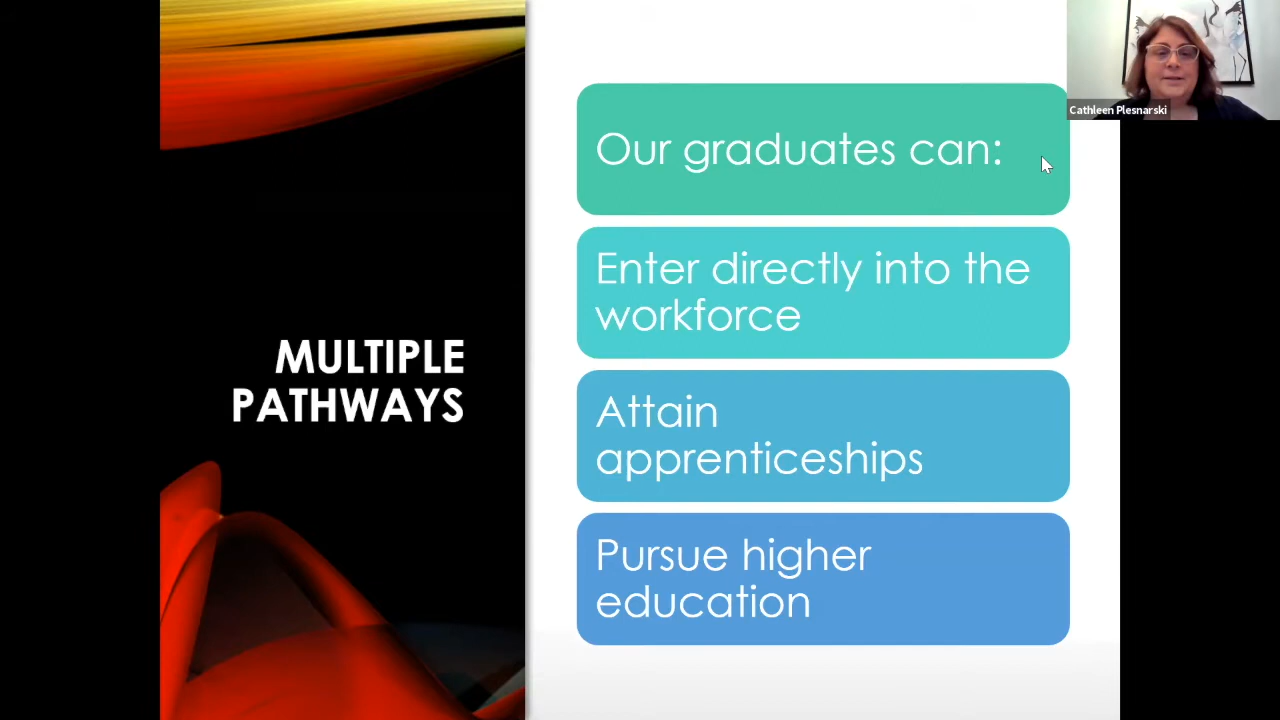 MULTIPLE
PATHWAYS
Our graduates can:
Enter directly into the
workforce
Attain
apprenticeships
Pursue higher
education
Cathleen Plesnarski